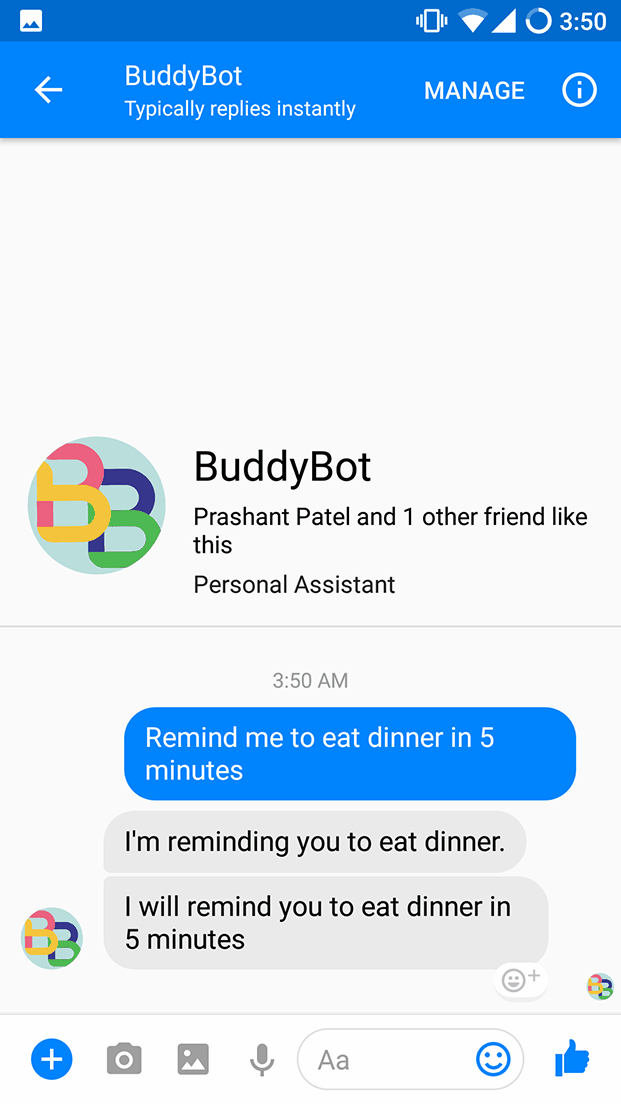 3:50
BuddyBot
Typically replies instantly
MANAGE
BuddyBot
Prashant Patel and 1 other friend like
this
Personal Assistant
3:50 AM
Remind me to eat dinner in 5
minutes
I'm reminding you to eat dinner.
I will remind you to eat dinner in
5 minutes
Aa